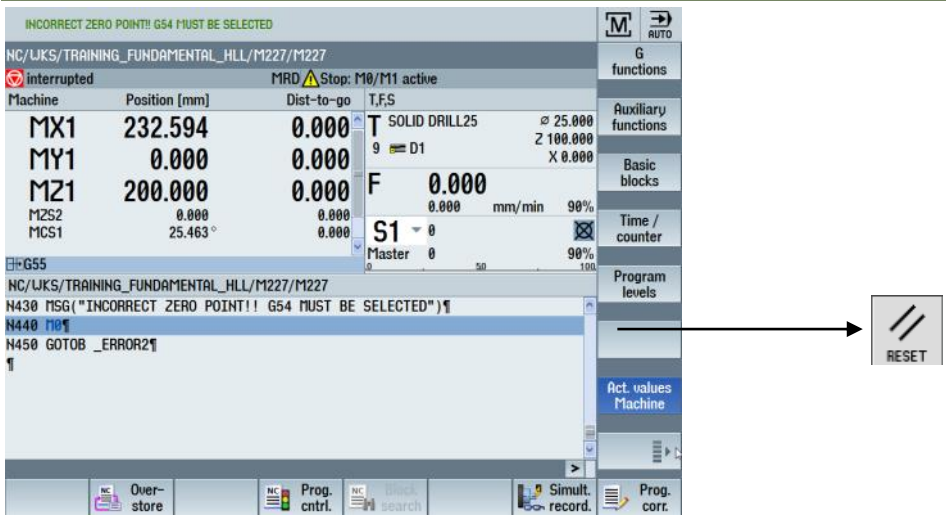 INCORRECT ZERO POINT!! G54 MUST BE SELECTED
M AUTO
NC/WKS/TRAINING_FUNDAMENTAL_HLL/M227/M227
G functions
interrupted MRD Stop: M0/M1 active
Machine Position [mm] Dist-to-go T,F,S
Auxiliary functions
MX1 232.594 0.000 T SOLID DRILL25 ⌀ 25.000
9 D1 Z 100.000
X 0.000
MY1 0.000 0.000
Basic blocks
MZ1 200.000 0.000 F 0.000
0.000 mm/min 90%
MZS2 0.000 0.000
Time / counter
MCS1 25.463 ° 0.000 S1 0
Master 0 90%
0 50 100
G55
Program levels
NC/WKS/TRAINING_FUNDAMENTAL_HLL/M227/M227
N430 MSG("INCORRECT ZERO POINT!! G54 MUST BE SELECTED")¶
N440 M0¶
N450 GOTOB _ERROR2¶
¶
RESET
Act. values
Machine
>
NC Over-
store
NC Prog.
cntrl.
NC Block
search
Simult.
record.
Prog.
corr.